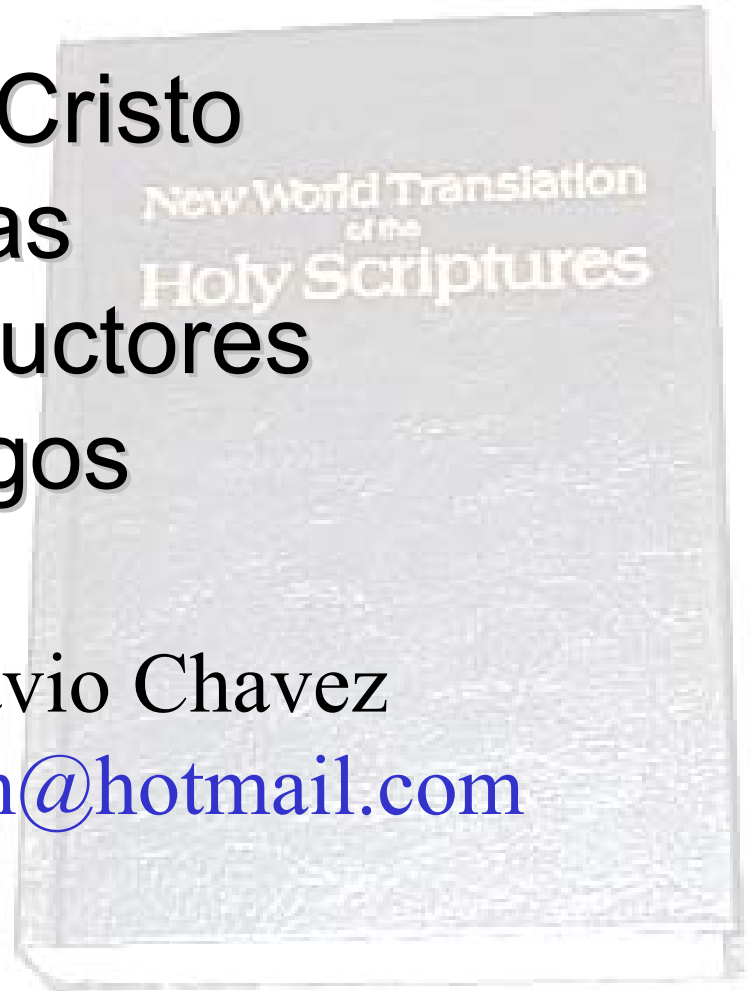 Cristo
New World Translation
of the
as
Holy Scriptures
uctores
gos
vio Chavez
n@hotmail.com